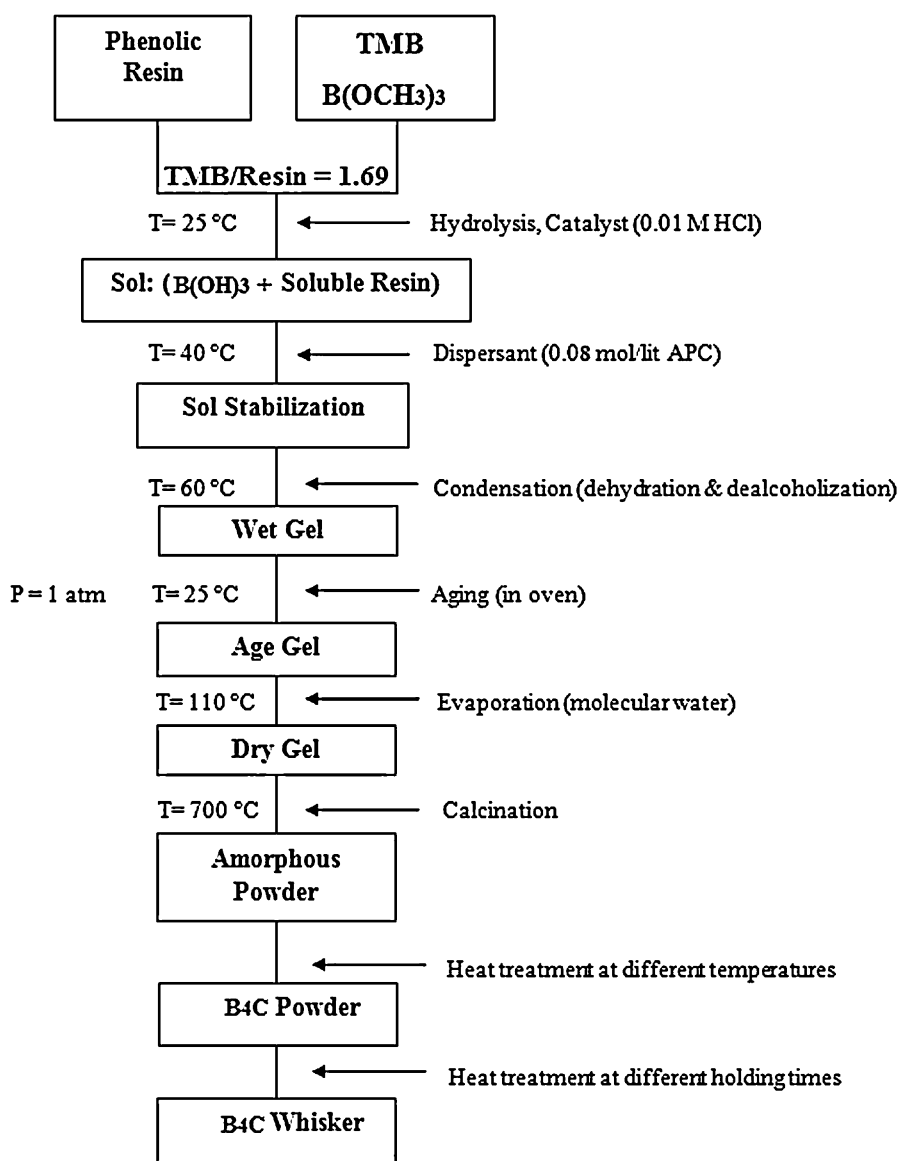 Phenolic
Resin
TMB
B(OCH3)3
TMB/Resin = 1.69
T= 25 °C
Hydrolysis, Catalyst (0.01 M HCl)
Sol: (B(OH)3 + Soluble Resin)
T= 40 °C
Dispersant (0.08 mol/lit APC)
Sol Stabilization
T= 60 °C
Condensation (dehydration & dealcoholization)
Wet Gel
P = 1 atm
T= 25 °C
Aging (in oven)
Age Gel
T= 110 °C
Evaporation (molecular water)
Dry Gel
T= 700 °C
Calcination
Amorphous
Powder
Heat treatment at different temperatures
B4C Powder
Heat treatment at different holding times
B4C Whisker